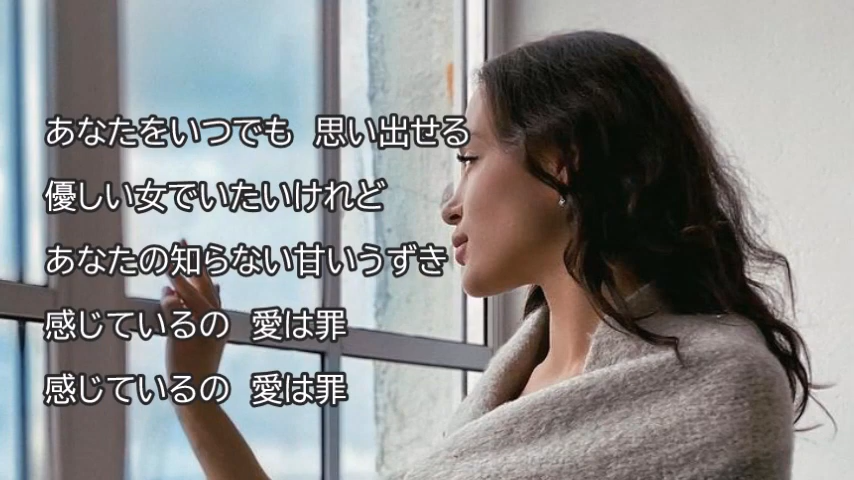 あなたをいつでも　思い出せる
優しい女でいたいけれど
あなたの知らない甘いうずき
感じているの　愛は罪
感じているの　愛は罪